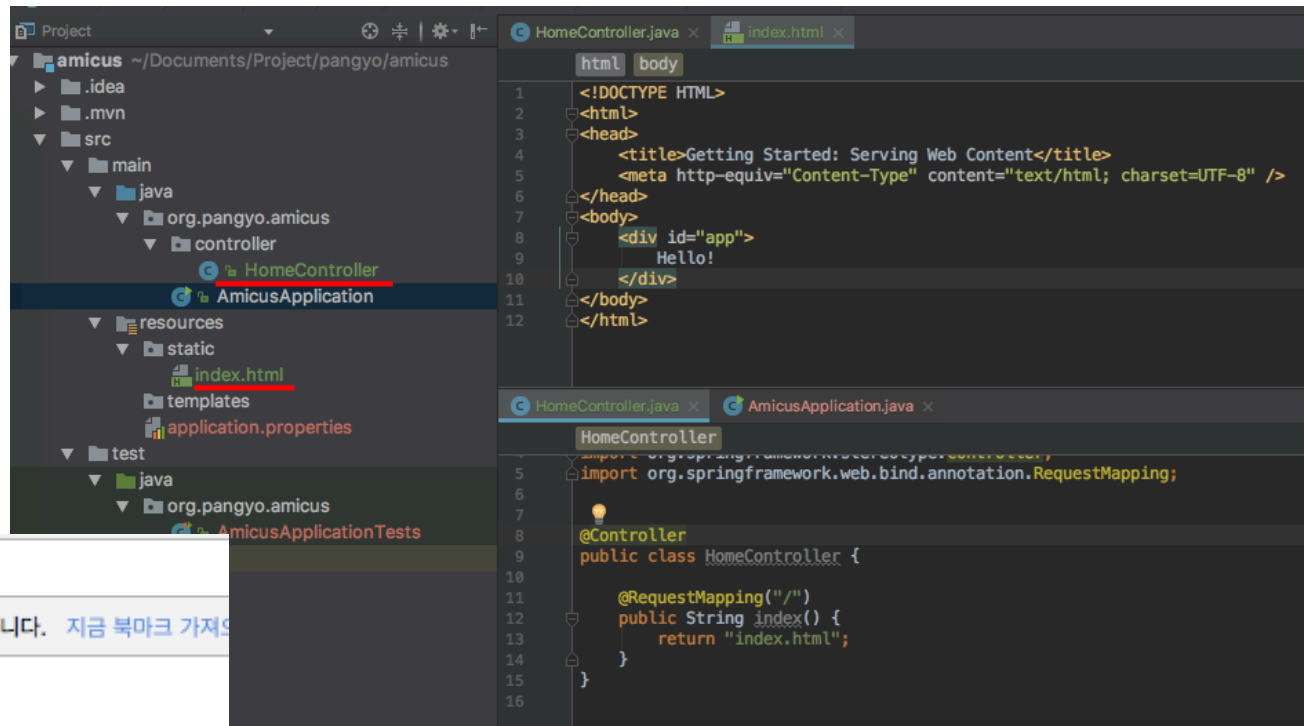 Project
amicus ~/Documents/Project/pangyo/amicus
.idea
.mvn
src
main
java
org.pangyo.amicus
controller
HomeController
AmicusApplication
resources
static
index.html
templates
application.properties
test
java
org.pangyo.amicus
AmicusApplicationTests
니다. 지금 북마크 가져오
HomeController.java
index.html
html body
1 <!DOCTYPE HTML>
2 <html>
3 <head>
4 <title>Getting Started: Serving Web Content</title>
5 <meta http-equiv="Content-Type" content="text/html; charset=UTF-8" />
6 </head>
7 <body>
8 <div id="app">
9 Hello!
10 </div>
11 </body>
12 </html>
HomeController.java
AmicusApplication.java
HomeController
import org.springframework.stereotype.Controller;
5 import org.springframework.web.bind.annotation.RequestMapping;
6
7
8 @Controller
9 public class HomeController {
10
11 @RequestMapping("/")
12 public String index() {
13 return "index.html";
14 }
15 }
16